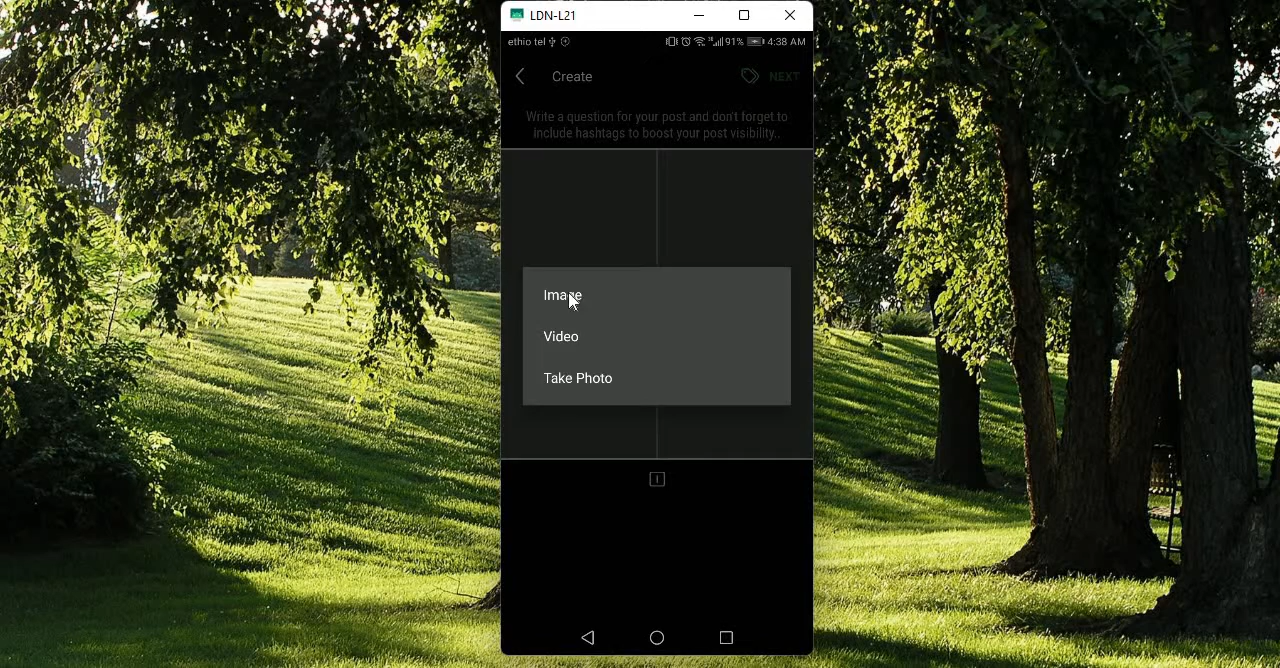 LDN-L21
ethio tel 91% 4:38 AM
Create NEXT
Write a question for your post and don't forget to
include hashtags to boost your post visibility..
Image
Video
Take Photo